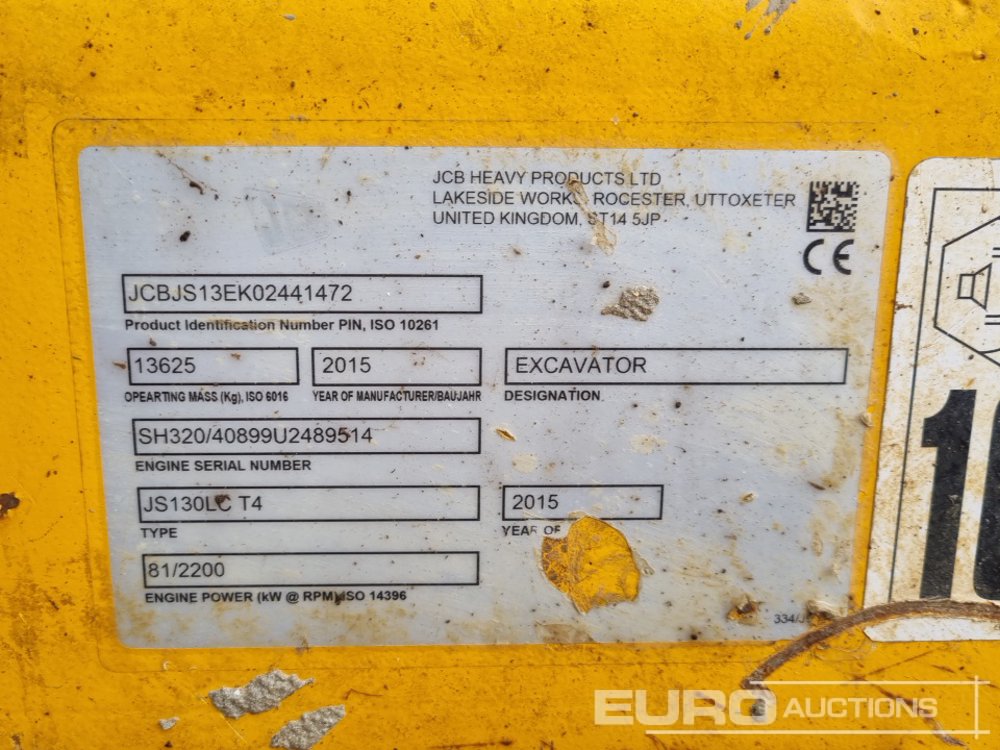 JCB HEAVY PRODUCTS LTD
LAKESIDE WORKS, ROCESTER, UTTOXETER
UNITED KINGDOM, ST14 5JP
CE
JCBJS13EK02441472
Product Identification Number PIN, ISO 10261
13625
2015
EXCAVATOR
OPEARTING MASS (Kg), ISO 6016
YEAR OF MANUFACTURER/BAUJAHR
DESIGNATION
SH320/40899U2489514
ENGINE SERIAL NUMBER
JS130LC T4
2015
TYPE
YEAR OF
81/2200
ENGINE POWER (kW @ RPM) ISO 14396
334/J
EURO AUCTIONS